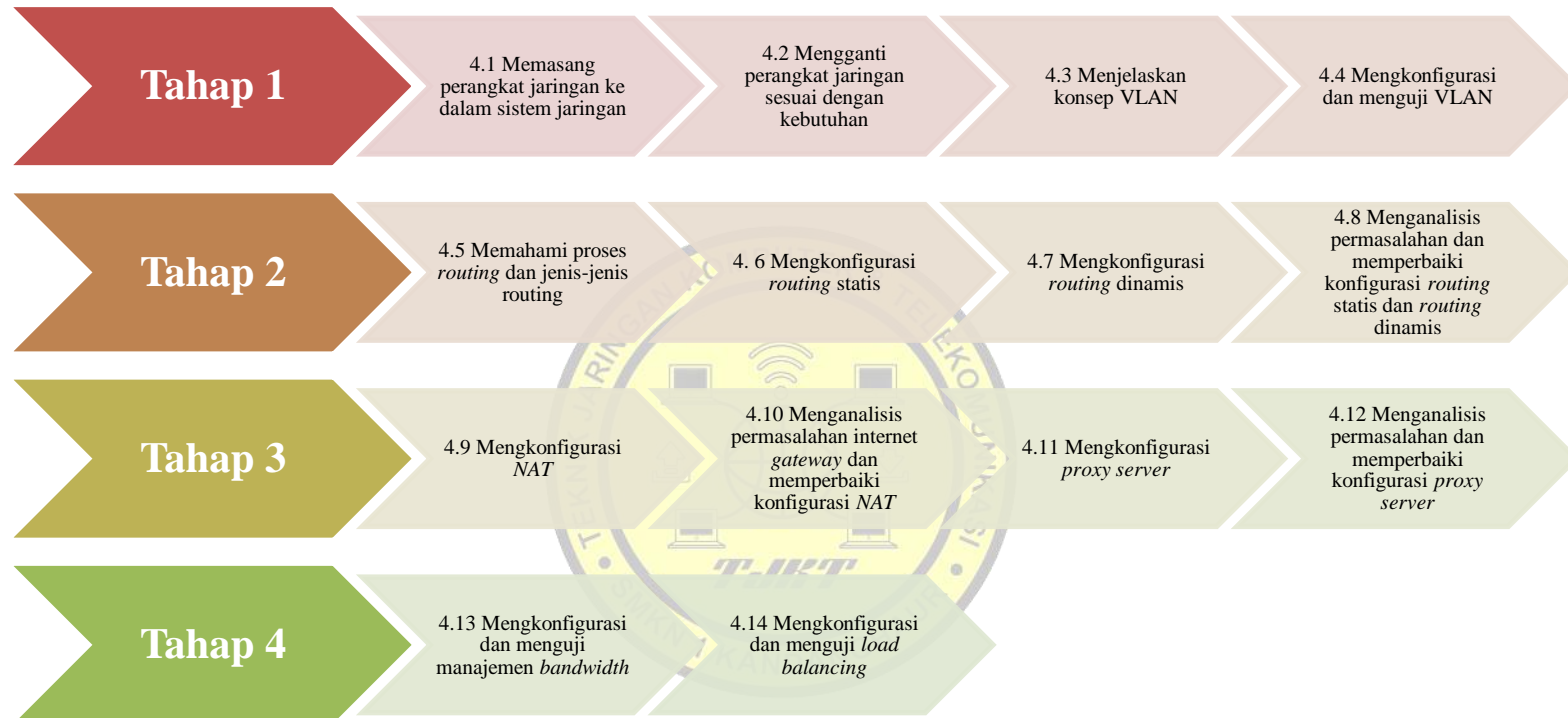 Tahap 1
4.1 Memasang
perangkat jaringan ke
dalam sistem jaringan
4.2 Mengganti
perangkat jaringan
sesuai dengan
kebutuhan
4.3 Menjelaskan
konsep VLAN
4.4 Mengkonfigurasi
dan menguji VLAN
Tahap 2
4.5 Memahami proses
routing dan jenis-jenis
routing
4. 6 Mengkonfigurasi
routing statis
4.7 Mengkonfigurasi
routing dinamis
4.8 Menganalisis
permasalahan dan
memperbaiki
konfigurasi routing
statis dan routing
dinamis
Tahap 3
4.9 Mengkonfigurasi
NAT
4.10 Menganalisis
permasalahan internet
gateway dan
memperbaiki
konfigurasi NAT
4.11 Mengkonfigurasi
proxy server
4.12 Menganalisis
permasalahan dan
memperbaiki
konfigurasi proxy
server
Tahap 4
4.13 Mengkonfigurasi
dan menguji
manajemen bandwidth
4.14 Mengkonfigurasi
dan menguji load
balancing
TJKT